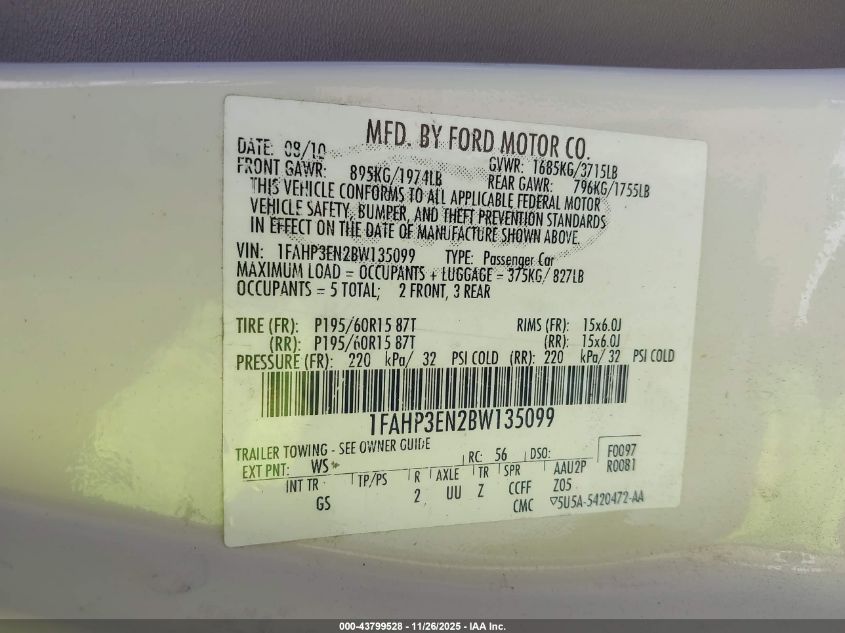 MFD. BY FORD MOTOR CO.
DATE: 08/10 GVWR: 1685KG/3715LB
FRONT GAWR: 895KG/1974LB REAR GAWR: 796KG/1755LB
THIS VEHICLE CONFORMS TO ALL APPLICABLE FEDERAL MOTOR
VEHICLE SAFETY, BUMPER, AND THEFT PREVENTION STANDARDS
IN EFFECT ON THE DATE OF MANUFACTURE SHOWN ABOVE.
VIN: 1FAHP3EN2BW135099 TYPE: Passenger Car
MAXIMUM LOAD = OCCUPANTS + LUGGAGE = 375KG/ 827LB
OCCUPANTS = 5 TOTAL; 2 FRONT, 3 REAR
TIRE (FR): P195/60R15 87T RIMS (FR): 15x6.0J
(RR): P195/60R15 87T (RR): 15x6.0J
PRESSURE (FR): 220 kPa/ 32 PSI COLD (RR): 220 kPa/ 32 PSI COLD
1FAHP3EN2BW135099
TRAILER TOWING - SEE OWNER GUIDE
EXT PNT: WS* RC: 56 DSO: F0097
R0081
INT TR TP/PS R AXLE TR SPR AAU2P
GS 2 UU Z CCFF Z05
CMC ▽5U5A-5420472-AA
000-43799528 - 11/26/2025 - IAA Inc.